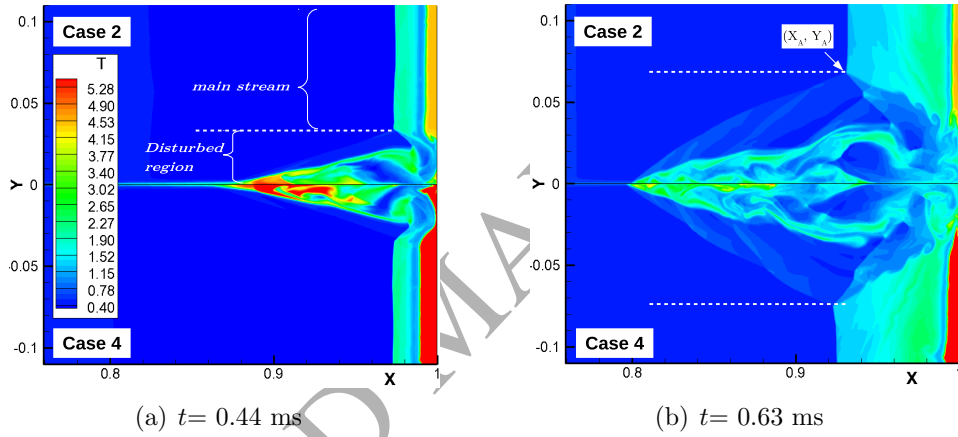 0.1
0.05
0
-0.05
-0.1
Y
Case 2
T
5.28
4.90
4.53
4.15
3.77
3.40
3.02
2.65
2.27
1.90
1.52
1.15
0.78
0.40
Case 4
main stream
Disturbed
region
0.8
0.9
X
1
(a) t= 0.44 ms
0.1
0.05
0
-0.05
-0.1
Y
Case 2
(X_A, Y_A)
Case 4
0.8
0.9
X
1
(b) t= 0.63 ms
D MA